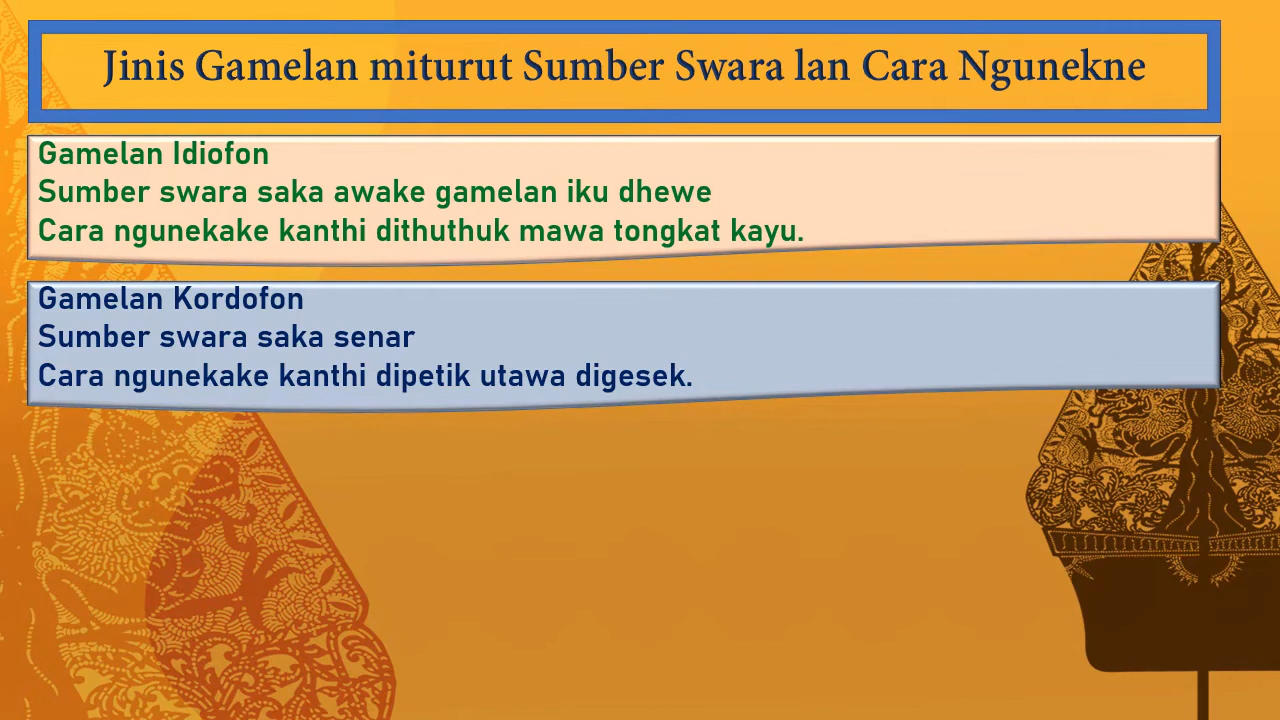 Jinis Gamelan miturut Sumber Swara lan Cara Ngunekne
Gamelan Idiofon
Sumber swara saka awake gamelan iku dhewe
Cara ngunekake kanthi dithuthuk mawa tongkat kayu.
Gamelan Kordofon
Sumber swara saka senar
Cara ngunekake kanthi dipetik utawa digesek.